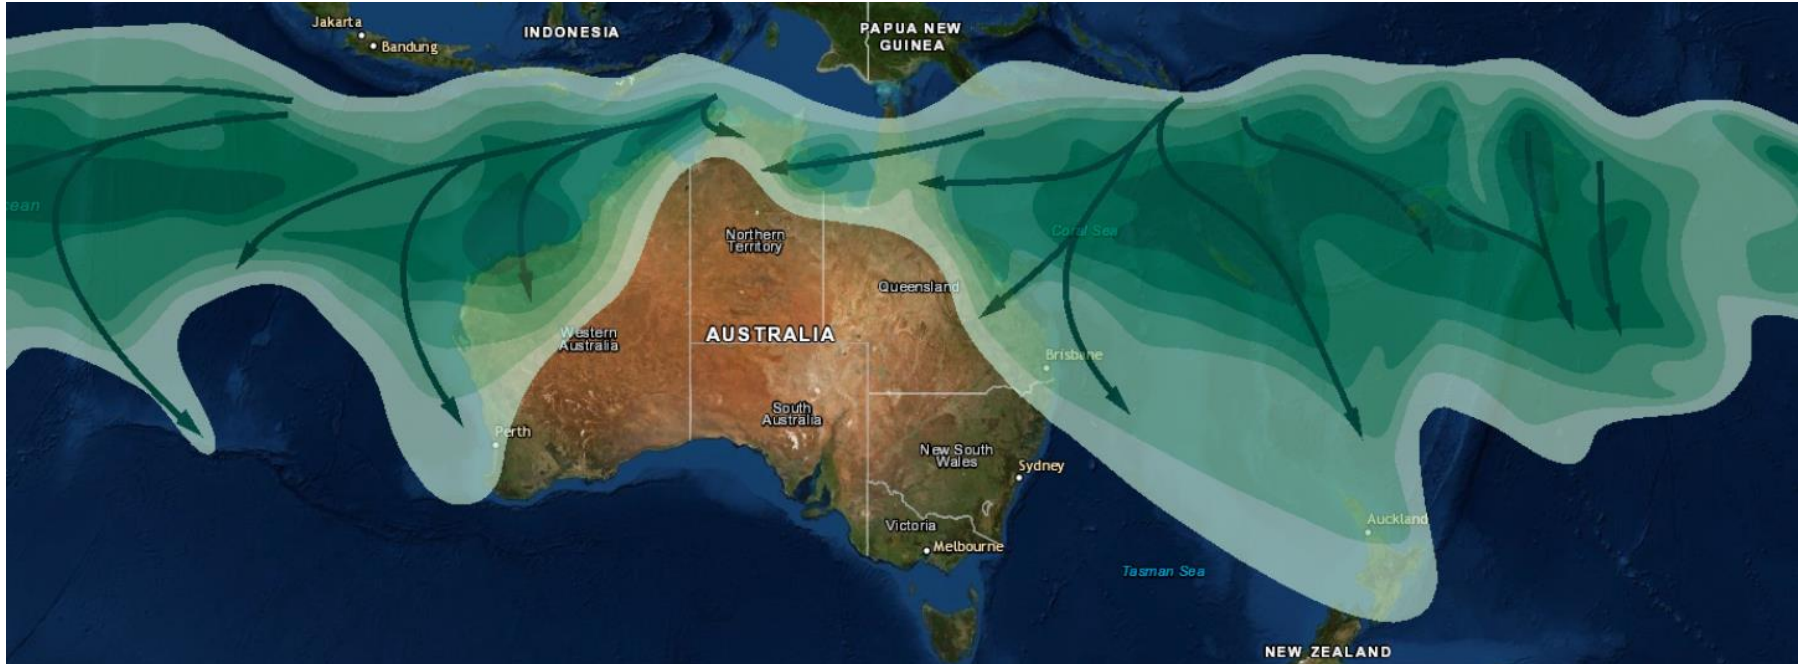 Jakarta
Bandung
INDONESIA
PAPUA NEW
GUINEA
ean
Coral Sea
Northern
Territory
Queensland
Western
Australia
AUSTRALIA
Brisbane
South
Australia
Perth
New South
Wales
Sydney
Victoria
Melbourne
Auckland
Tasman Sea
NEW ZEALAND